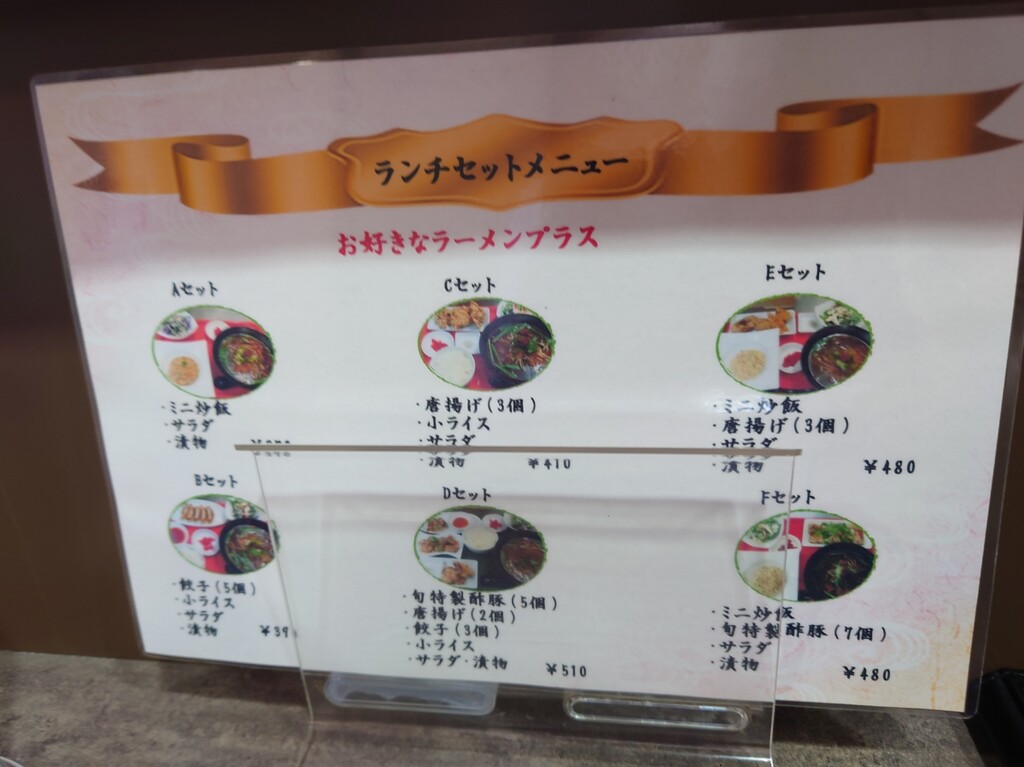 ランチセットメニュー
お好きなラーメンプラス
Aセット
・ミニ炒飯
・サラダ
・漬物
Cセット
・唐揚げ(3個)
・小ライス
・サラダ
・漬物 ¥410
Eセット
・ミニ炒飯
・唐揚げ(3個)
・サラダ
・漬物 ¥480
Bセット
・餃子(5個)
・小ライス
・サラダ
・漬物
Dセット
・旬特製酢豚(5個)
・唐揚げ(2個)
・餃子(3個)
・小ライス
・サラダ・漬物 ¥510
Fセット
・ミニ炒飯
・旬特製酢豚(7個)
・サラダ
・漬物 ¥480